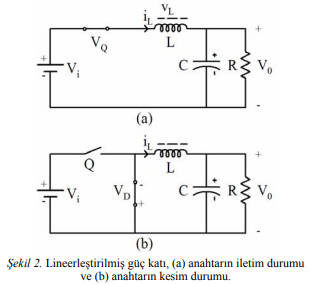 V_L
i_L
+
V_Q
L
+
V_i
+
C
R
V_0
-
(a)
i_L
+
Q
L
+
V_i
V_D
-
+
+
C
R
V_0
-
(b)
Şekil 2. Lineerleştirilmiş güç katı, (a) anahtarın iletim durumu
ve (b) anahtarın kesim durumu.